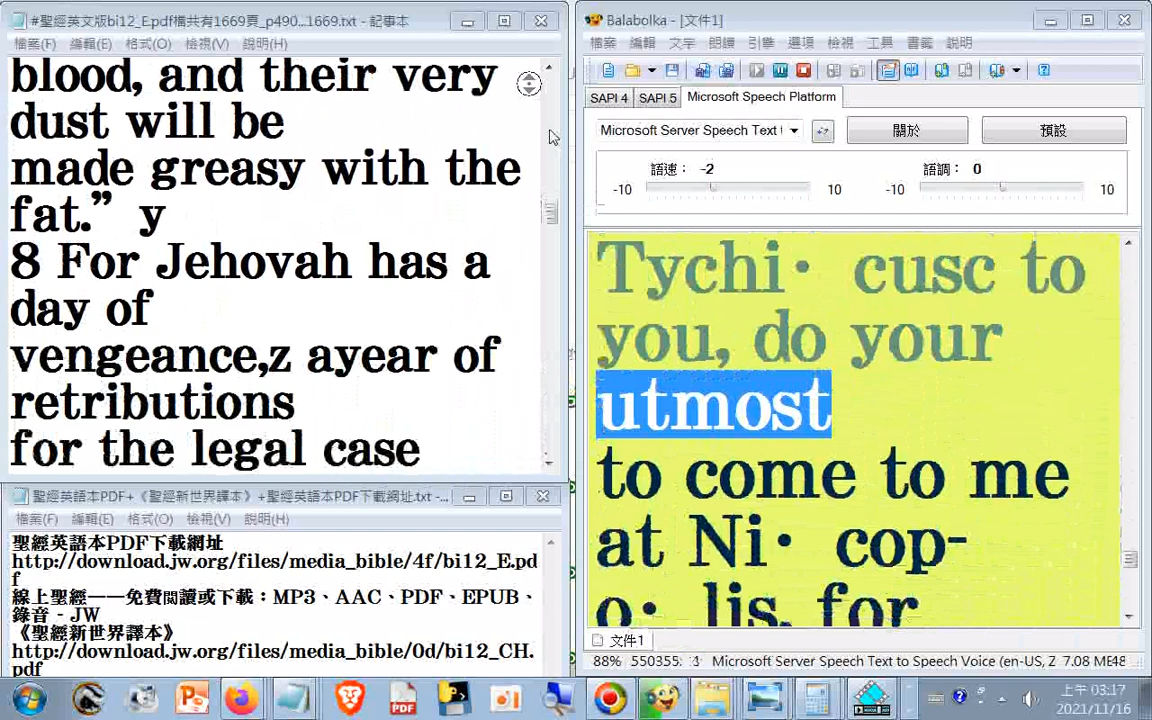 #聖經英文版bi12_E.pdf檔共有1669頁_p490...1669.txt - 記事本
檔案(F) 編輯(E) 格式(O) 檢視(V) 說明(H)
blood, and their very
dust will be
made greasy with the
fat.” y
8 For Jehovah has a
day of
vengeance,z ayear of
retributions
for the legal case
聖經英語本PDF+《聖經新世界譯本》+聖經英語本PDF下載網址.txt -...
檔案(F) 編輯(E) 格式(O) 檢視(V) 說明(H)
聖經英語本PDF下載網址
http://download.jw.org/files/media_bible/4f/bi12_E.pd
f
線上聖經——免費閱讀或下載：MP3、AAC、PDF、EPUB、
錄音 - JW
《聖經新世界譯本》
http://download.jw.org/files/media_bible/0d/bi12_CH.
pdf
Balabolka - [文件1]
檔案 編輯 文字 朗讀 引擎 選項 檢視 工具 書籤 說明
SAPI 4 SAPI 5 Microsoft Speech Platform
Microsoft Server Speech Text 關於 預設
語速： -2 語調： 0
-10 10 -10 10
Tychi· cusc to
you, do your
utmost
to come to me
at Ni· cop-
o· lis, for
文件1
88% 550355. Microsoft Server Speech Text to Speech Voice (en-US, Z 7.08 ME48
上午 03:17
2021/11/16